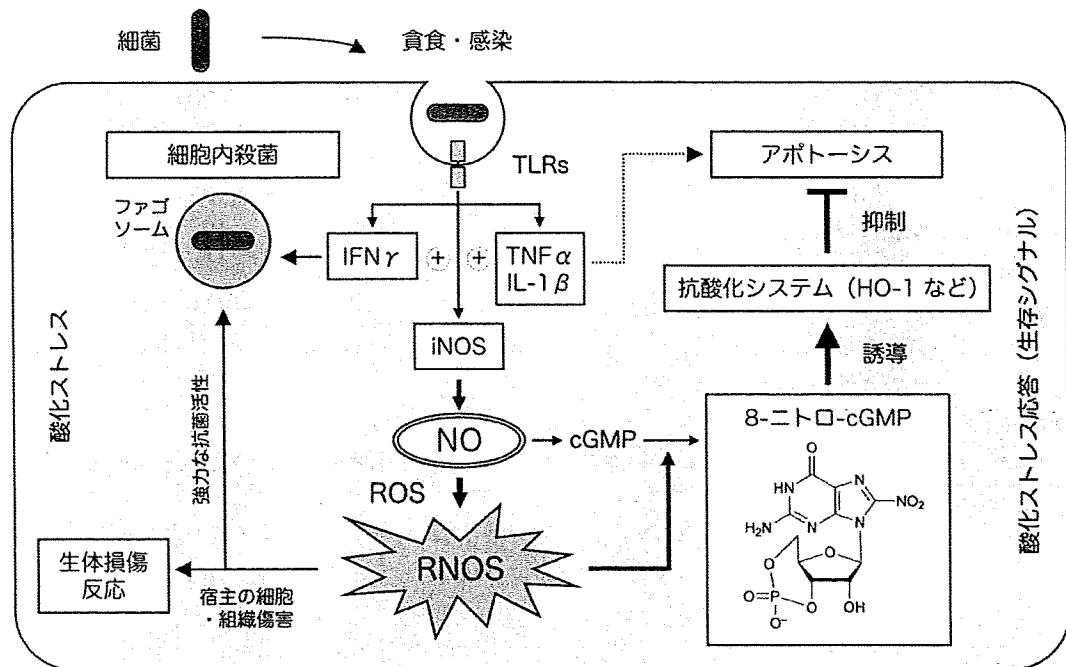 細菌
貪食・感染
細胞内殺菌
TLRs
アポトーシス
ファゴ
ソーム
抑制
IFNγ
+
+
TNFα
IL-1β
抗酸化システム（HO-1 など）
酸化ストレス
酸化ストレス応答（生存シグナル）
iNOS
誘導
強力な抗菌活性
NO
cGMP
8-ニトロ-cGMP
ROS
O
HN
N
NO₂
H₂N
N
N
RNOS
生体損傷
反応
宿主の細胞
・組織傷害
O
O
O=P
O
OH
O⁻